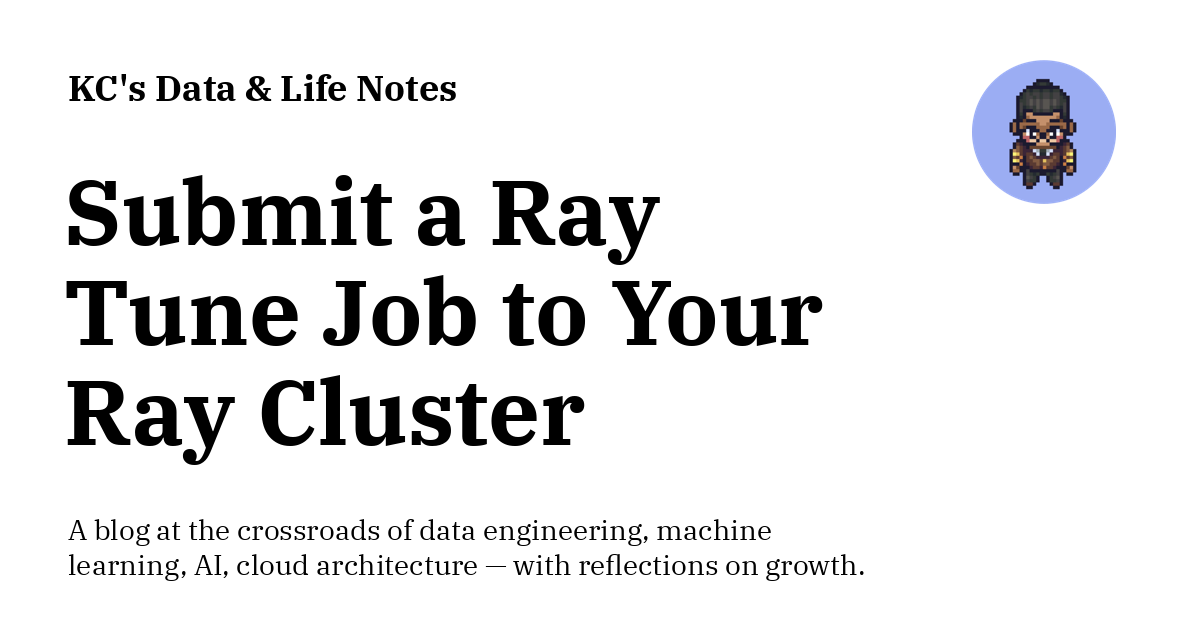 KC's Data & Life Notes
Submit a Ray
Tune Job to Your
Ray Cluster
A blog at the crossroads of data engineering, machine
learning, AI, cloud architecture — with reflections on growth.